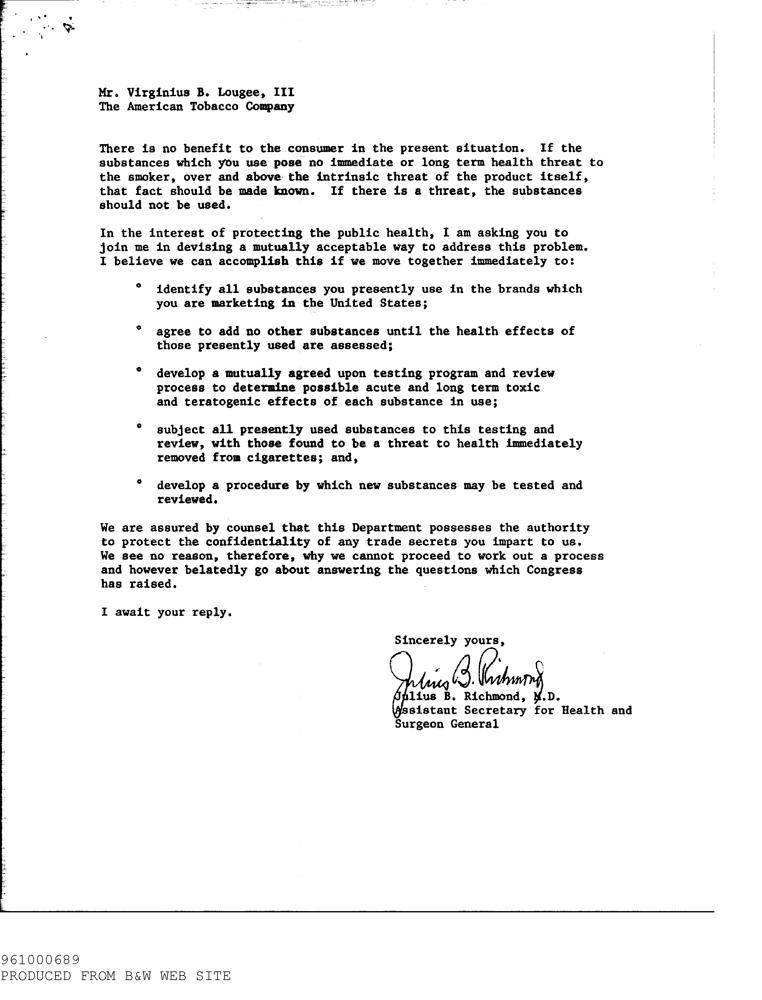 Mr. Virginius B. Lougee, III
The American Tobacco Company
There is no benefit to the consumer in the present situation. If the
substances which you use pose no immediate or long term health threat to
the smoker, over and above the intrinsic threat of the product itself,
that fact should be made known. If there is a threat, the substances
should not be used.
In the interest of protecting the public health, I am asking you to
join me in devising a mutually acceptable way to address this problem.
I believe we can accomplish this if we move together immediately to:
° identify all substances you presently use in the brands which
you are marketing in the United States;
° agree to add no other substances until the health effects of
those presently used are assessed;
° develop a mutually agreed upon testing program and review
process to determine possible acute and long term toxic
and teratogenic effects of each substance in use;
° subject all presently used substances to this testing and
review, with those found to be a threat to health immediately
removed from cigarettes; and,
° develop a procedure by which new substances may be tested and
reviewed.
We are assured by counsel that this Department possesses the authority
to protect the confidentiality of any trade secrets you impart to us.
We see no reason, therefore, why we cannot proceed to work out a process
and however belatedly go about answering the questions which Congress
has raised.
I await your reply.
Sincerely yours,
Julius B. Richmond
Julius B. Richmond, M.D.
Assistant Secretary for Health and
Surgeon General
961000689
PRODUCED FROM B&W WEB SITE